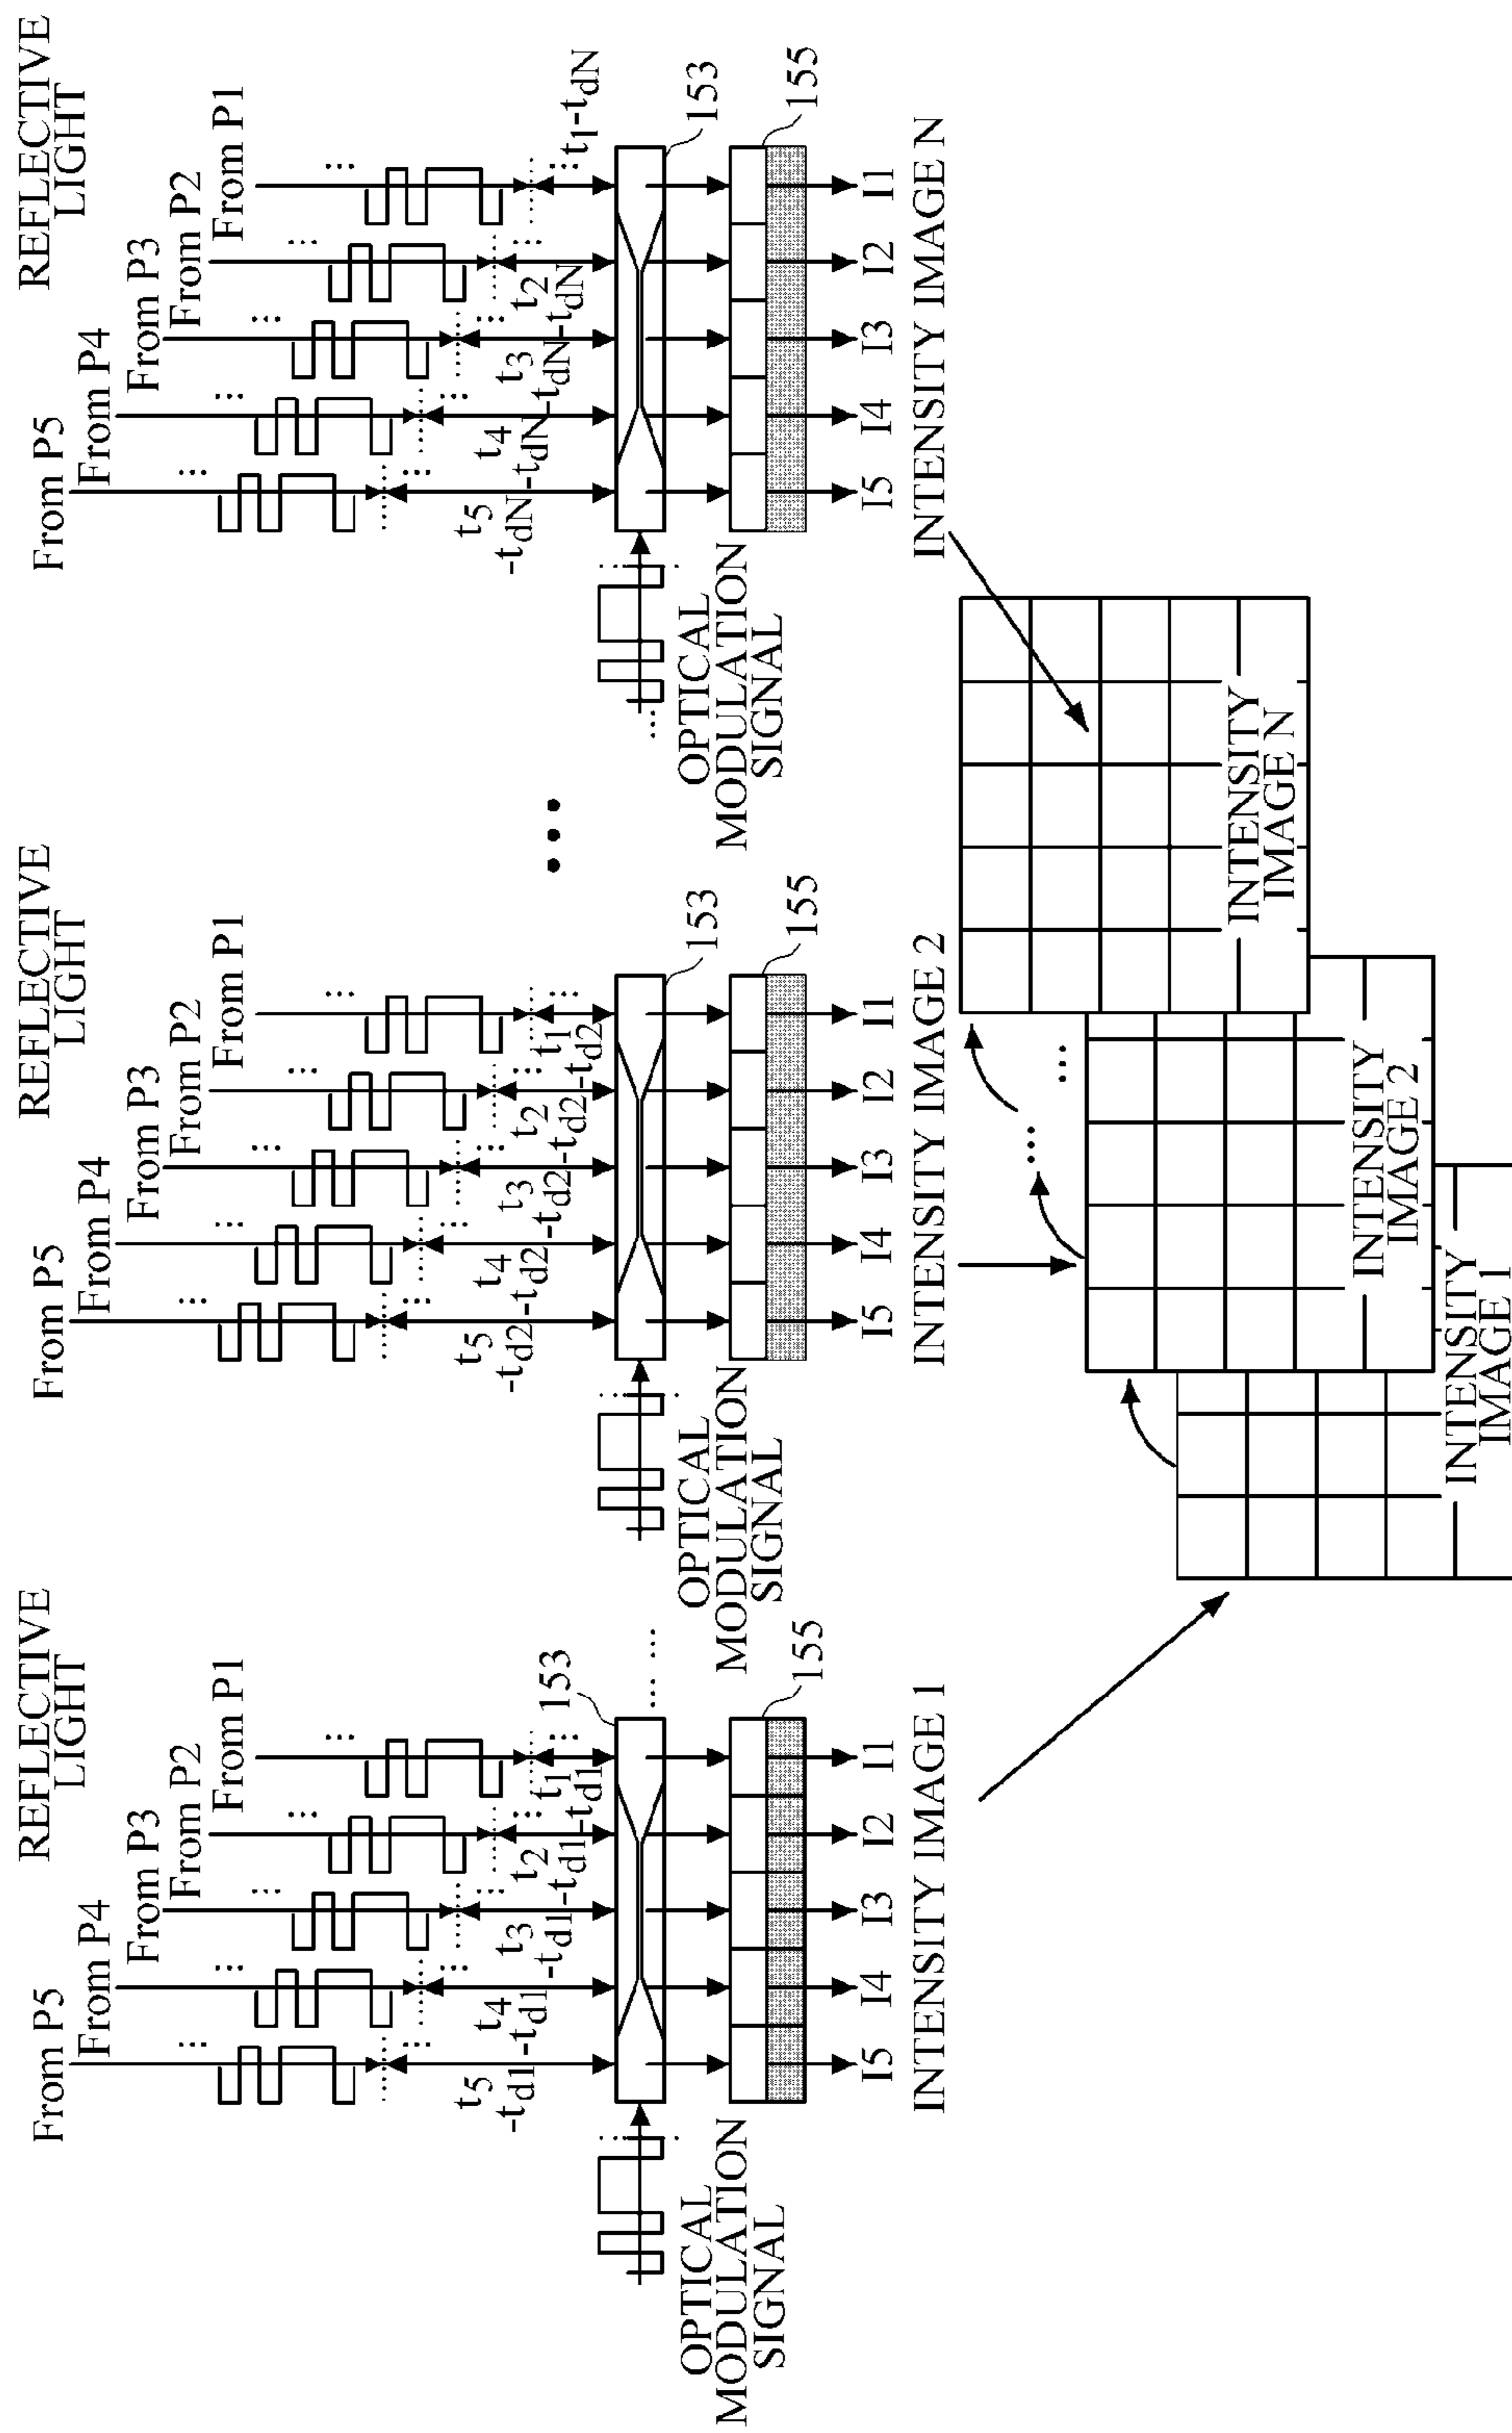 REFLECTIVE
LIGHT
From P5
From P4
From P3
From P2
From P1
t5
-td1
t4
-td1
t3
-td1
t2
-td1
t1
-td1
153
OPTICAL
MODULATION
SIGNAL
155
I5
I4
I3
I2
I1
INTENSITY IMAGE 1
REFLECTIVE
LIGHT
From P5
From P4
From P3
From P2
From P1
t5
-td2
t4
-td2
t3
-td2
t2
-td2
t1
153
OPTICAL
MODULATION
SIGNAL
155
I5
I4
I3
I2
I1
INTENSITY IMAGE 2
REFLECTIVE
LIGHT
From P5
From P4
From P3
From P2
From P1
t5
-tdN
t4
-tdN
t3
-tdN
t2
-tdN
t1-tdN
153
OPTICAL
MODULATION
SIGNAL
155
I5
I4
I3
I2
I1
INTENSITY IMAGE N
INTENSITY
IMAGE 1
INTENSITY
IMAGE 2
INTENSITY
IMAGE N